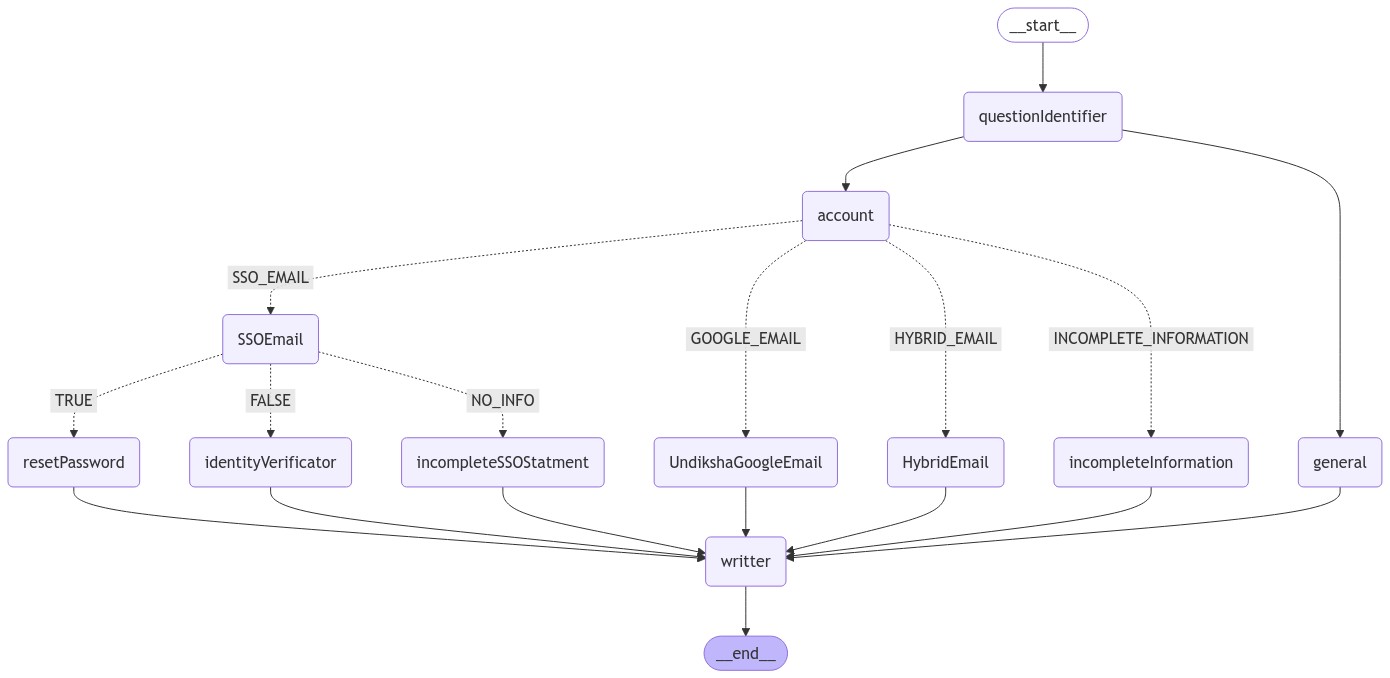 __start__
questionIdentifier
account
SSO_EMAIL
SSOEmail
GOOGLE_EMAIL
HYBRID_EMAIL
INCOMPLETE_INFORMATION
TRUE
FALSE
NO_INFO
resetPassword
identityVerificator
incompleteSSOStatment
UndikshaGoogleEmail
HybridEmail
incompleteInformation
general
writter
__end__